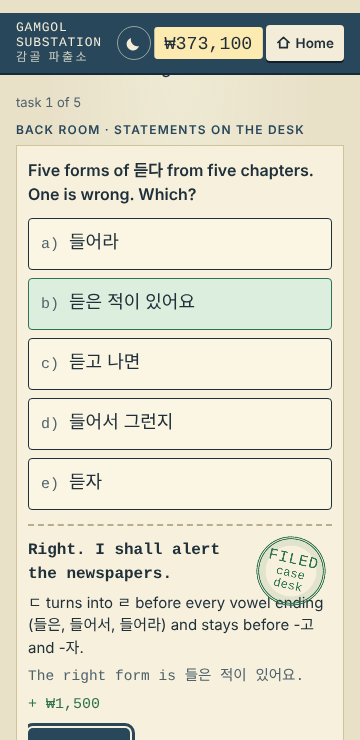 GAMGOL
SUBSTATION
감골 파출소
₩373,100
Home
task 1 of 5
BACK ROOM · STATEMENTS ON THE DESK
Five forms of 듣다 from five chapters.
One is wrong. Which?
a) 들어라
b) 듣은 적이 있어요
c) 듣고 나면
d) 들어서 그런지
e) 듣자
Right. I shall alert
the newspapers.
FILED
case
desk
ㄷ turns into ㄹ before every vowel ending
(들은, 들어서, 들어라) and stays before -고
and -자.
The right form is 들은 적이 있어요.
+ ₩1,500